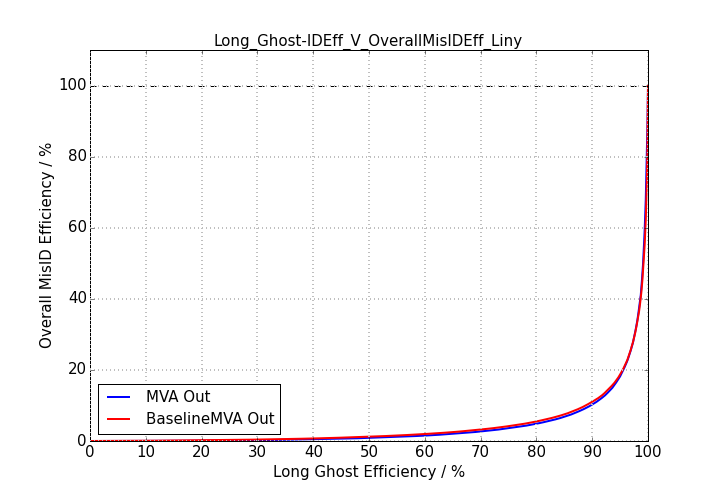 Long_Ghost-IDEff_V_OverallMisIDEff_Liny
Overall MisID Efficiency / %
100
80
60
40
20
0
MVA Out
BaselineMVA Out
0 10 20 30 40 50 60 70 80 90 100
Long Ghost Efficiency / %